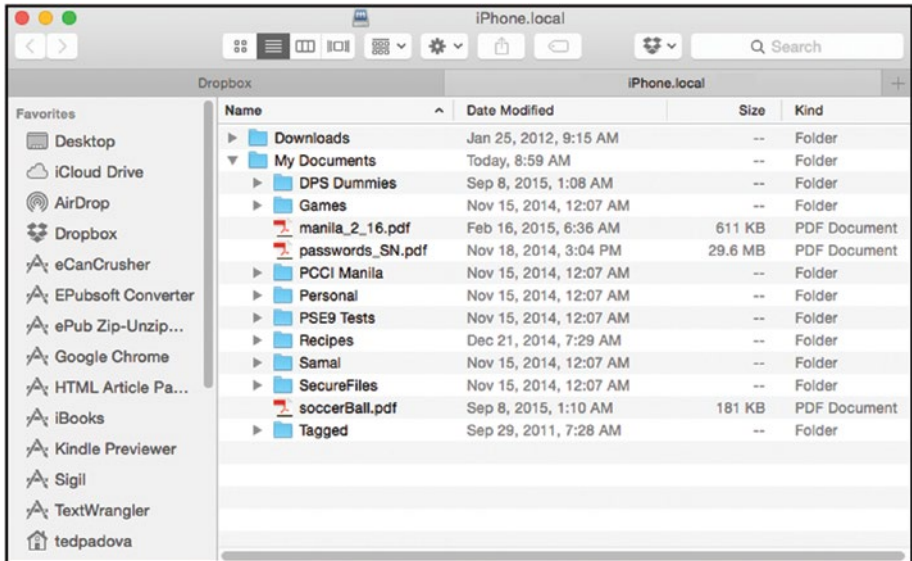 iPhone.local
Search
Dropbox
iPhone.local
Favorites
Desktop
iCloud Drive
AirDrop
Dropbox
eCanCrusher
EPubsoft Converter
ePub Zip-Unzip...
Google Chrome
HTML Article Pa...
iBooks
Kindle Previewer
Sigil
TextWrangler
tedpadova
Name Date Modified Size Kind
Downloads Jan 25, 2012, 9:15 AM -- Folder
My Documents Today, 8:59 AM -- Folder
DPS Dummies Sep 8, 2015, 1:08 AM -- Folder
Games Nov 15, 2014, 12:07 AM -- Folder
manila_2_16.pdf Feb 16, 2015, 6:36 AM 611 KB PDF Document
passwords_SN.pdf Nov 18, 2014, 3:04 PM 29.6 MB PDF Document
PCCI Manila Nov 15, 2014, 12:07 AM -- Folder
Personal Nov 15, 2014, 12:07 AM -- Folder
PSE9 Tests Nov 15, 2014, 12:07 AM -- Folder
Recipes Dec 21, 2014, 7:29 AM -- Folder
Samal Nov 15, 2014, 12:07 AM -- Folder
SecureFiles Nov 15, 2014, 12:07 AM -- Folder
soccerBall.pdf Sep 8, 2015, 1:10 AM 181 KB PDF Document
Tagged Sep 29, 2011, 7:28 AM -- Folder